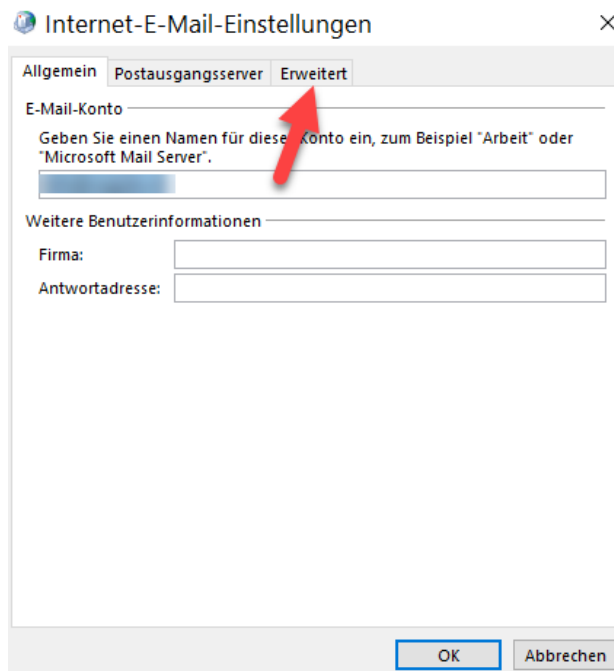 Internet-E-Mail-Einstellungen
Allgemein Postausgangsserver Erweitert
E-Mail-Konto
Geben Sie einen Namen für dieses Konto ein, zum Beispiel "Arbeit" oder
"Microsoft Mail Server".
Weitere Benutzerinformationen
Firma:
Antwortadresse:
OK Abbrechen